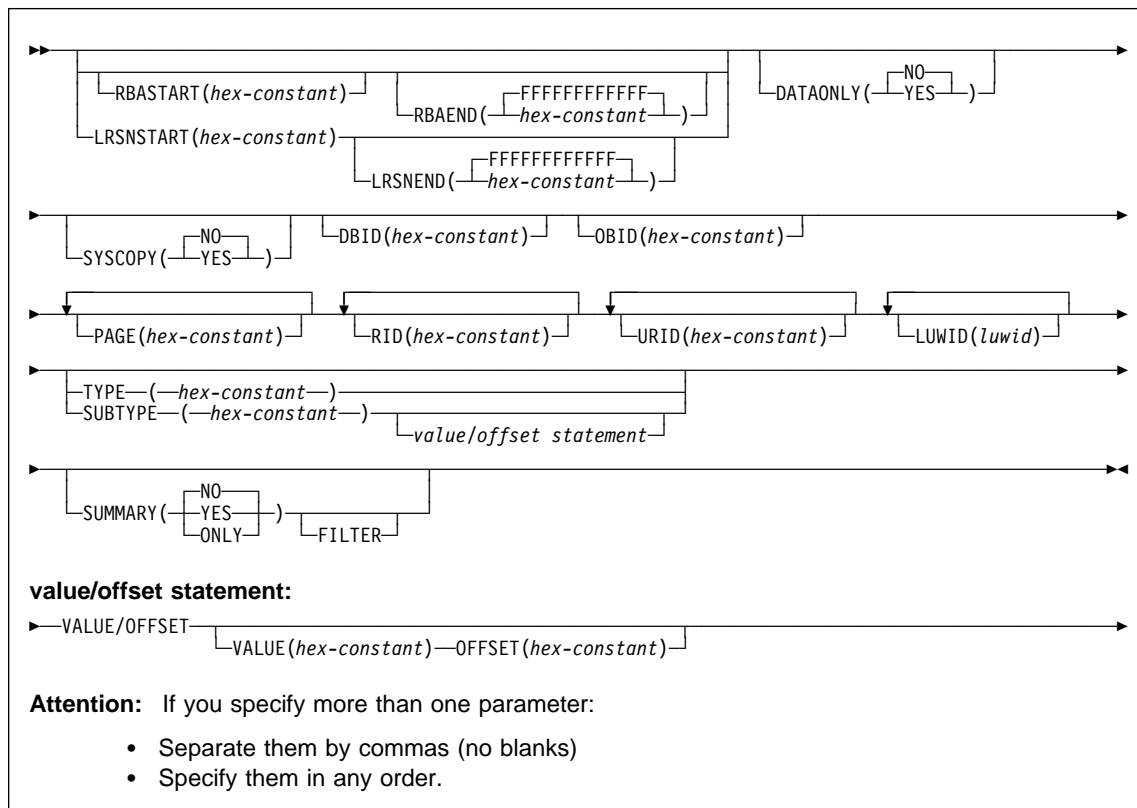 NO
RBASTART(hex-constant) FFFFFFFFFFFF DATAONLY( YES )
RBAEND( hex-constant )
LRSNSTART(hex-constant)
FFFFFFFFFFFF
LRSNEND( hex-constant )
NO DBID(hex-constant) OBID(hex-constant)
SYSCOPY( YES )
PAGE(hex-constant) RID(hex-constant) URID(hex-constant) LUWID(luwid)
TYPE (hex-constant)
SUBTYPE (hex-constant)
value/offset statement
NO
SUMMARY( YES )
ONLY FILTER
value/offset statement:
VALUE/OFFSET
VALUE(hex-constant) OFFSET(hex-constant)
Attention: If you specify more than one parameter:
• Separate them by commas (no blanks)
• Specify them in any order.